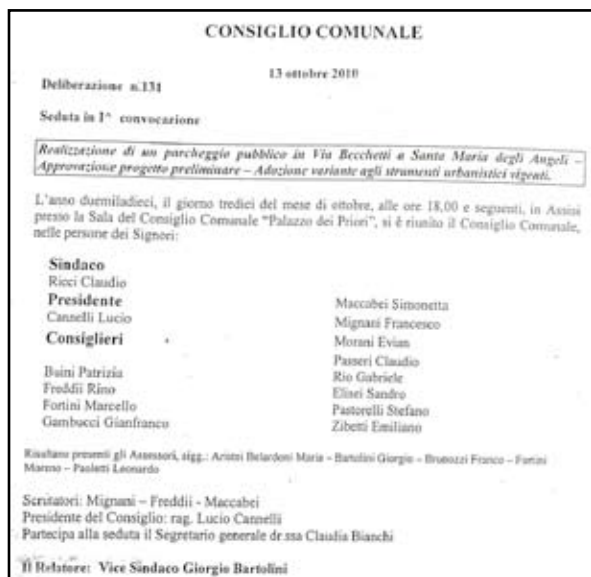 CONSIGLIO COMUNALE
13 ottobre 2010
Deliberazione n.131
Seduta in 1^ convocazione
Realizzazione di un parcheggio pubblico in Via Becchetti a Santa Maria degli Angeli –
Approvazione progetto preliminare – Adozione variante agli strumenti urbanistici vigenti.
L'anno duemiladieci, il giorno tredici del mese di ottobre, alle ore 18,00 e seguenti, in Assisi
presso la Sala del Consiglio Comunale "Palazzo dei Priori", si è riunito il Consiglio Comunale,
nelle persone dei Signori:
Sindaco
Ricci Claudio
Presidente
Cannelli Lucio
Consiglieri
Buini Patrizia
Freddii Rino
Fortini Marcello
Gambucci Gianfranco
Maccabei Simonetta
Mignani Francesco
Morani Evian
Passeri Claudio
Rio Gabriele
Elisei Sandro
Pastorelli Stefano
Zibetti Emiliano
Risultano presenti gli Assessori, sigg.: Aristei Belardoni Maria – Bartolini Giorgio – Brunozzi Franco – Fortini
Moreno – Paoletti Leonardo
Scrutatori: Mignani – Freddii - Maccabei
Presidente del Consiglio: rag. Lucio Cannelli
Partecipa alla seduta il Segretario generale dr.ssa Claudia Bianchi
Il Relatore: Vice Sindaco Giorgio Bartolini